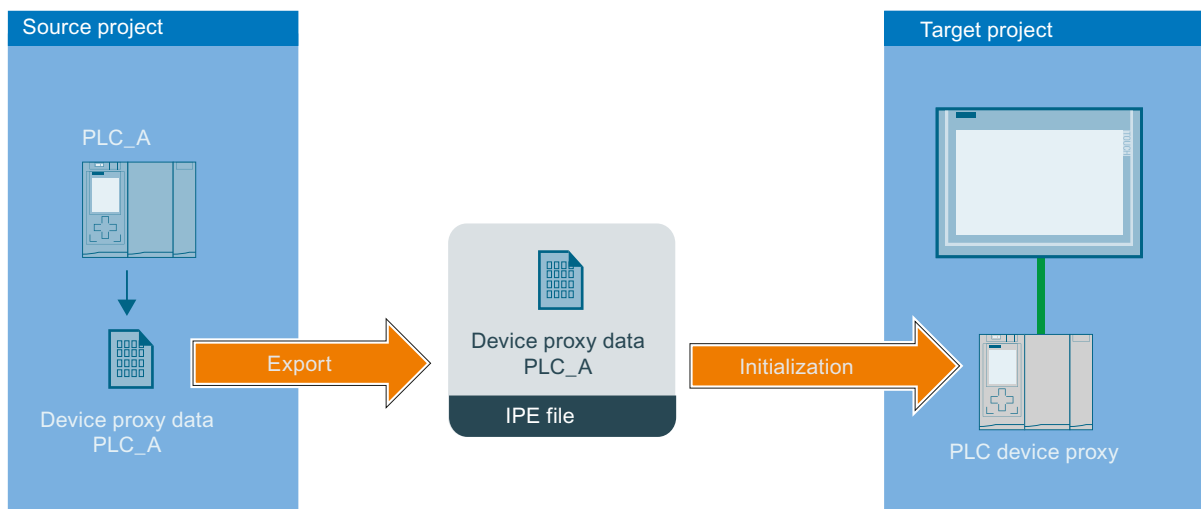 Source project
PLC_A
Device proxy data
PLC_A
Export
Device proxy data
PLC_A
IPE file
Initialization
Target project
TOUCH
PLC device proxy